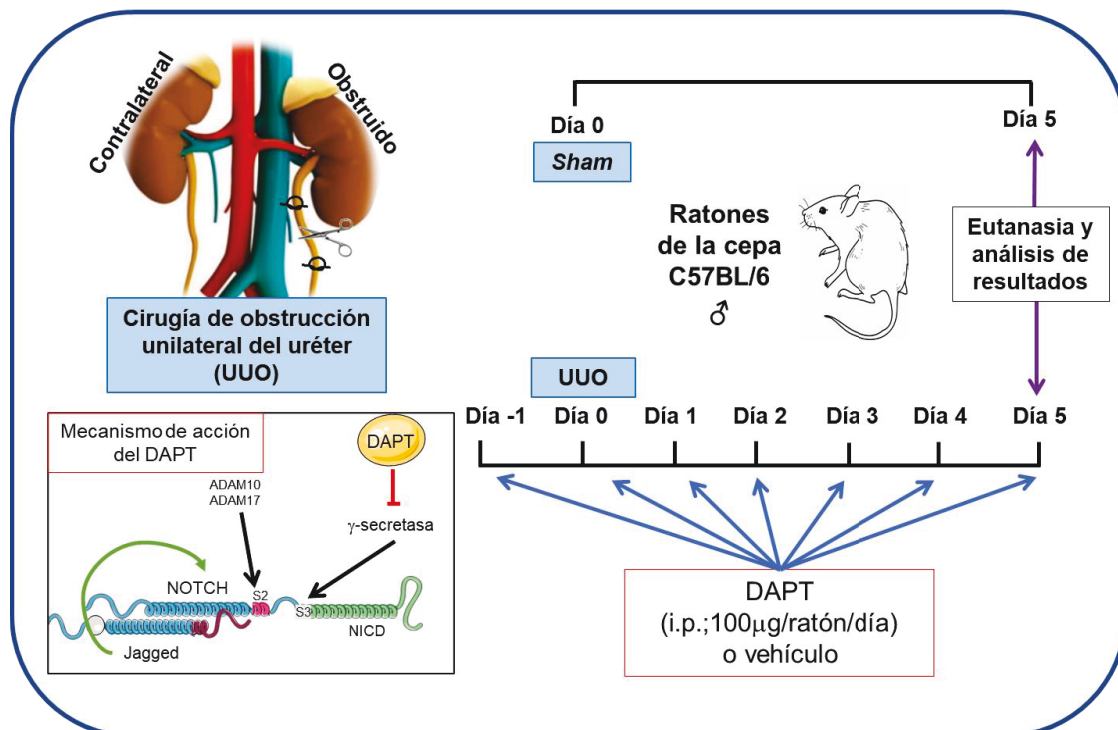 Contralateral
Obstruido
Cirugía de obstrucción
unilateral del uréter
(UUO)
Día 0
Día 5
Sham
Ratones
de la cepa
C57BL/6
♂
Eutanasia y
análisis de
resultados
UUO
Día -1
Día 0
Día 1
Día 2
Día 3
Día 4
Día 5
DAPT
(i.p.;100μg/ratón/día)
o vehículo
Mecanismo de acción
del DAPT
DAPT
ADAM10
ADAM17
γ-secretasa
NOTCH
S2
S3
NICD
Jagged